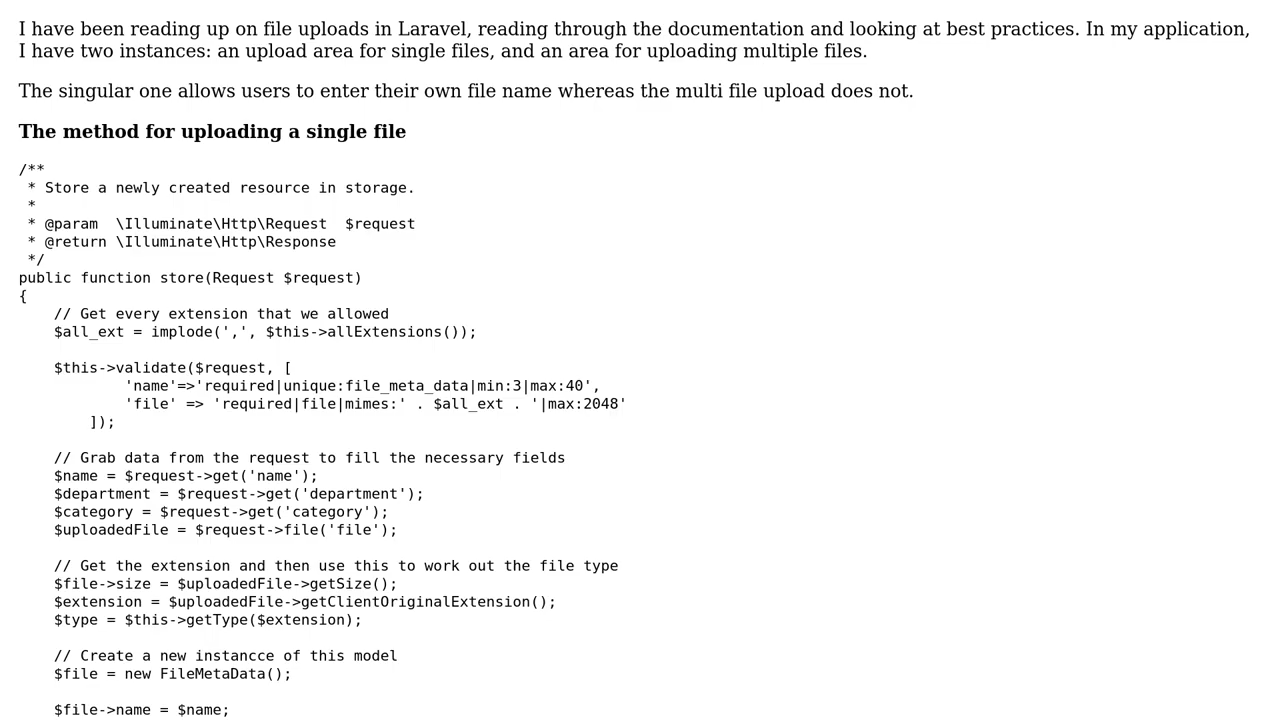 I have been reading up on file uploads in Laravel, reading through the documentation and looking at best practices. In my application,
I have two instances: an upload area for single files, and an area for uploading multiple files.
The singular one allows users to enter their own file name whereas the multi file upload does not.
The method for uploading a single file
/**
 * Store a newly created resource in storage.
 *
 * @param  \Illuminate\Http\Request  $request
 * @return \Illuminate\Http\Response
 */
public function store(Request $request)
{
    // Get every extension that we allowed
    $all_ext = implode(',', $this->allExtensions());
    $this->validate($request, [
            'name'=>'required|unique:file_meta_data|min:3|max:40',
            'file' => 'required|file|mimes:' . $all_ext . '|max:2048'
        ]);
    // Grab data from the request to fill the necessary fields
    $name = $request->get('name');
    $department = $request->get('department');
    $category = $request->get('category');
    $uploadedFile = $request->file('file');
    // Get the extension and then use this to work out the file type
    $file->size = $uploadedFile->getSize();
    $extension = $uploadedFile->getClientOriginalExtension();
    $type = $this->getType($extension);
    // Create a new instancce of this model
    $file = new FileMetaData();
    $file->name = $name;